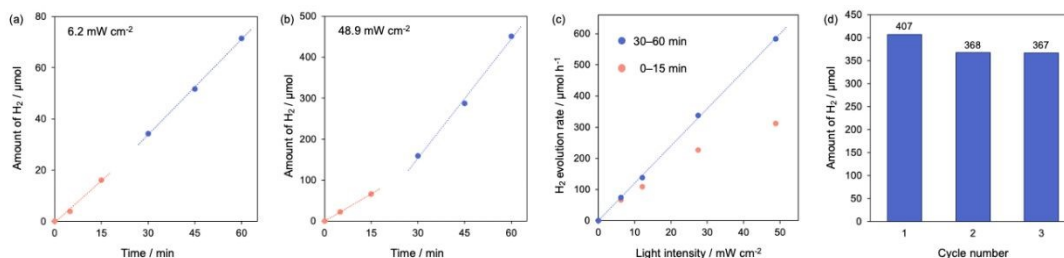 (a)
6.2 mW cm⁻²
Amount of H₂ / μmol
80
60
40
20
0
0 15 30 45 60
Time / min
(b)
48.9 mW cm⁻²
Amount of H₂ / μmol
500
400
300
200
100
0
0 15 30 45 60
Time / min
(c)
30–60 min
0–15 min
H₂ evolution rate / μmol h⁻¹
600
500
400
300
200
100
0
0 10 20 30 40 50
Light intensity / mW cm⁻²
(d)
Amount of H₂ / μmol
450
400
350
300
250
200
150
100
50
0
407
368
367
1 2 3
Cycle number